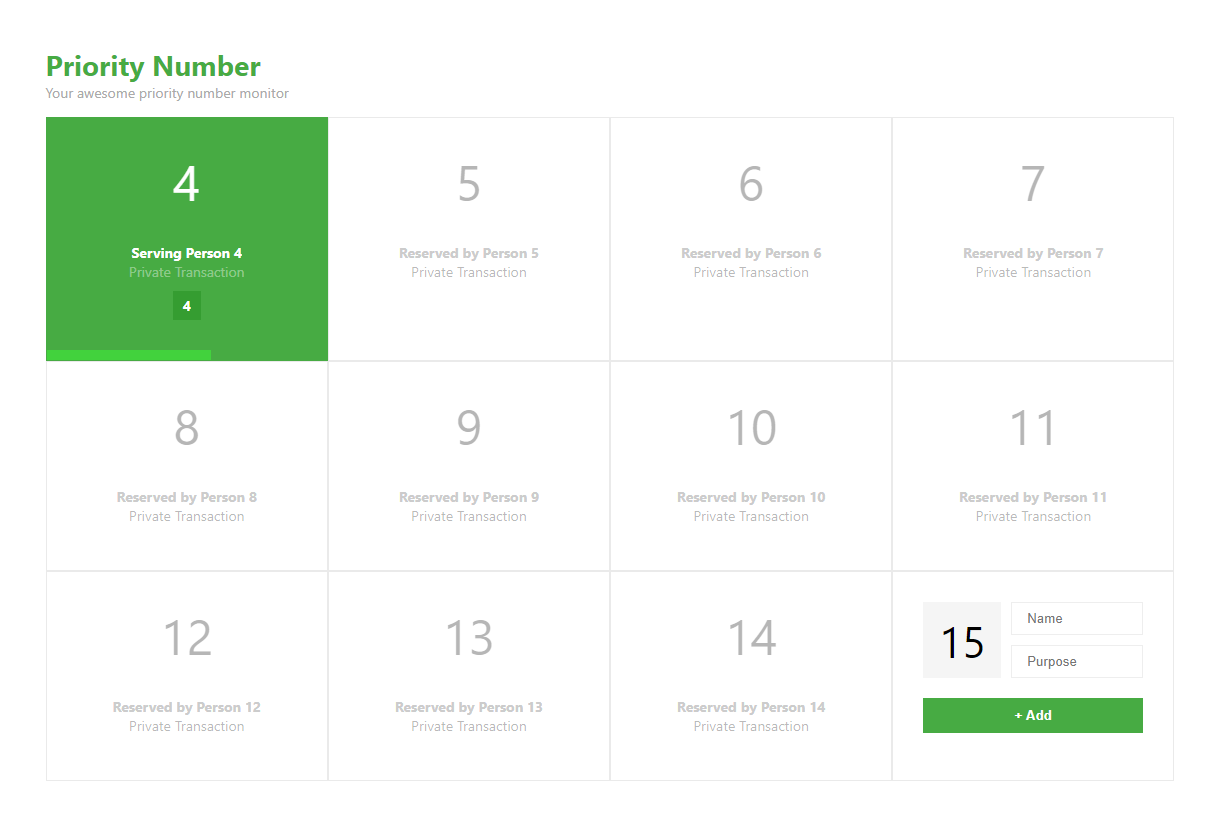 Priority Number
Your awesome priority number monitor
4
Serving Person 4
Private Transaction
4
5
Reserved by Person 5
Private Transaction
6
Reserved by Person 6
Private Transaction
7
Reserved by Person 7
Private Transaction
8
Reserved by Person 8
Private Transaction
9
Reserved by Person 9
Private Transaction
10
Reserved by Person 10
Private Transaction
11
Reserved by Person 11
Private Transaction
12
Reserved by Person 12
Private Transaction
13
Reserved by Person 13
Private Transaction
14
Reserved by Person 14
Private Transaction
15
Name
Purpose
+ Add